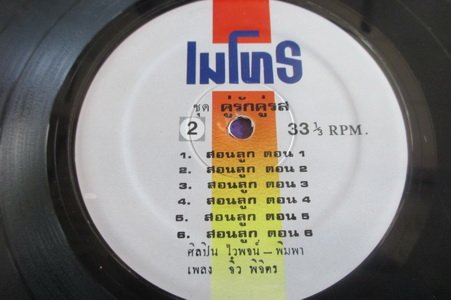 เมโทร
ชุด คู่รักคู่รส
2 33 1/3 RPM.
1. สอนลูก ตอน 1
2. สอนลูก ตอน 2
3. สอนลูก ตอน 3
4. สอนลูก ตอน 4
5. สอนลูก ตอน 5
6. สอนลูก ตอน 6
ศิลปิน ไวพจน์ – พิมพา
เพลง จิ๋ว พิจิตร